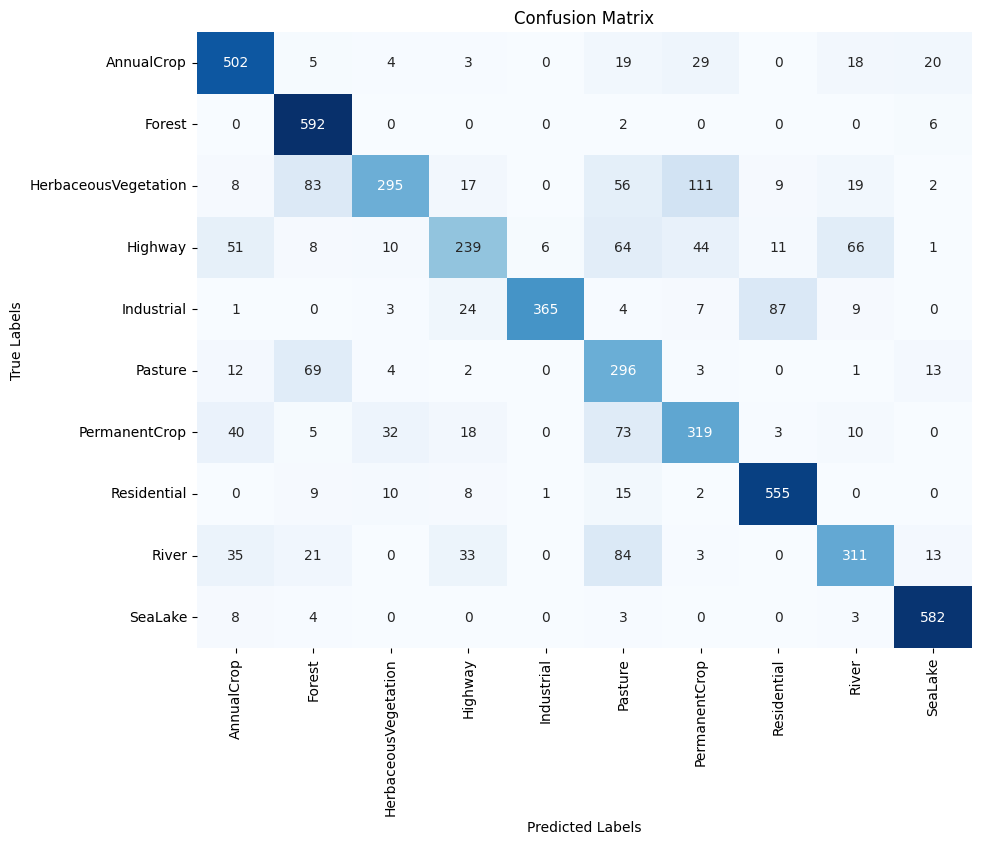 Confusion Matrix
AnnualCrop 502 5 4 3 0 19 29 0 18 20
Forest 0 592 0 0 0 2 0 0 0 6
HerbaceousVegetation 8 83 295 17 0 56 111 9 19 2
Highway 51 8 10 239 6 64 44 11 66 1
Industrial 1 0 3 24 365 4 7 87 9 0
Pasture 12 69 4 2 0 296 3 0 1 13
PermanentCrop 40 5 32 18 0 73 319 3 10 0
Residential 0 9 10 8 1 15 2 555 0 0
River 35 21 0 33 0 84 3 0 311 13
SeaLake 8 4 0 0 0 3 0 0 3 582
True Labels
AnnualCrop
Forest
HerbaceousVegetation
Highway
Industrial
Pasture
PermanentCrop
Residential
River
SeaLake
Predicted Labels